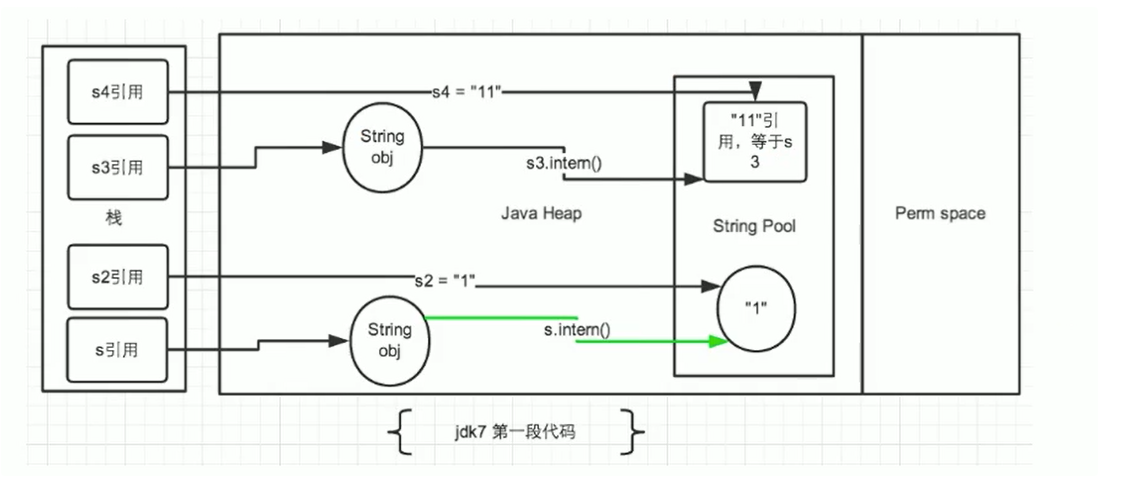 s4引用
s4 = "11"
"11"引
用，等于s
3
String
obj
s3引用
s3.intern()
栈
Java Heap
String Pool
Perm space
s2引用
s2 = "1"
"1"
String
obj
s.intern()
s引用
jdk7 第一段代码